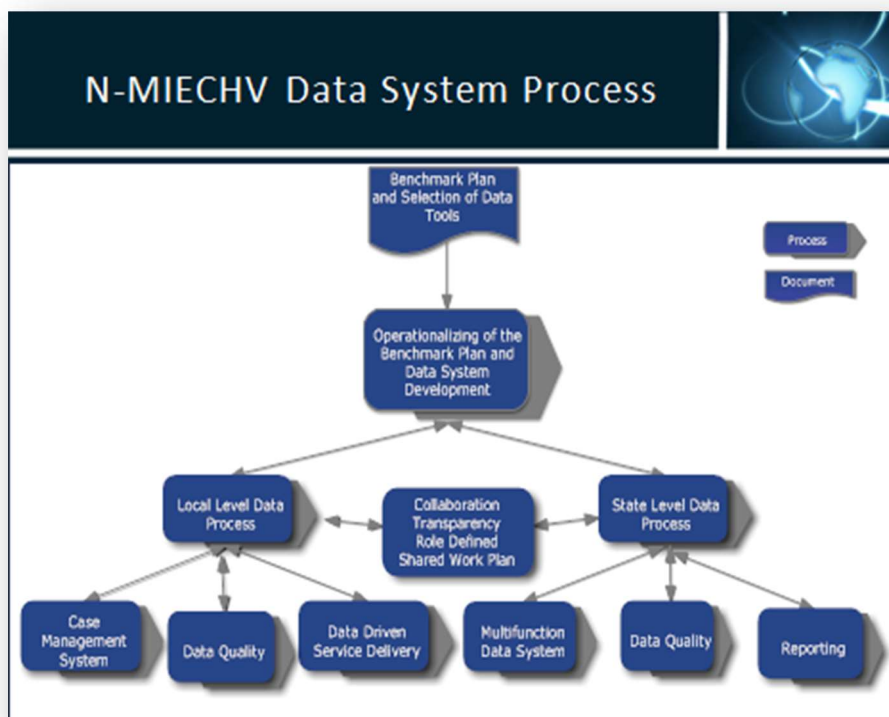 N-MIECHV Data System Process
Benchmark Plan
and Selection of Data
Tools
Process
Document
Operationalizing of the
Benchmark Plan and
Data System
Development
Local Level Data
Process
Collaboration
Transparency
Role Defined
Shared Work Plan
State Level Data
Process
Case
Management
System
Data Quality
Data Driven
Service Delivery
Multifunction
Data System
Data Quality
Reporting